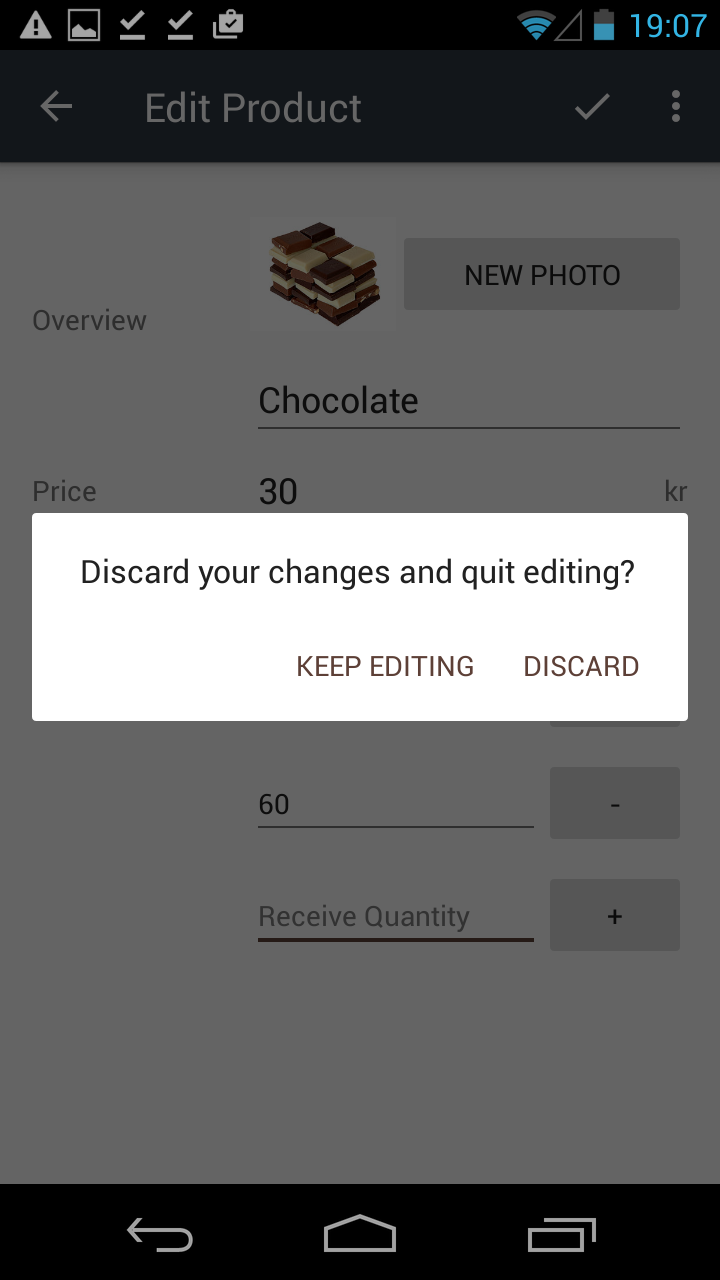 19:07
Edit Product
NEW PHOTO
Overview
Chocolate
Price 30 kr
Discard your changes and quit editing?
KEEP EDITING DISCARD
60 -
Receive Quantity +